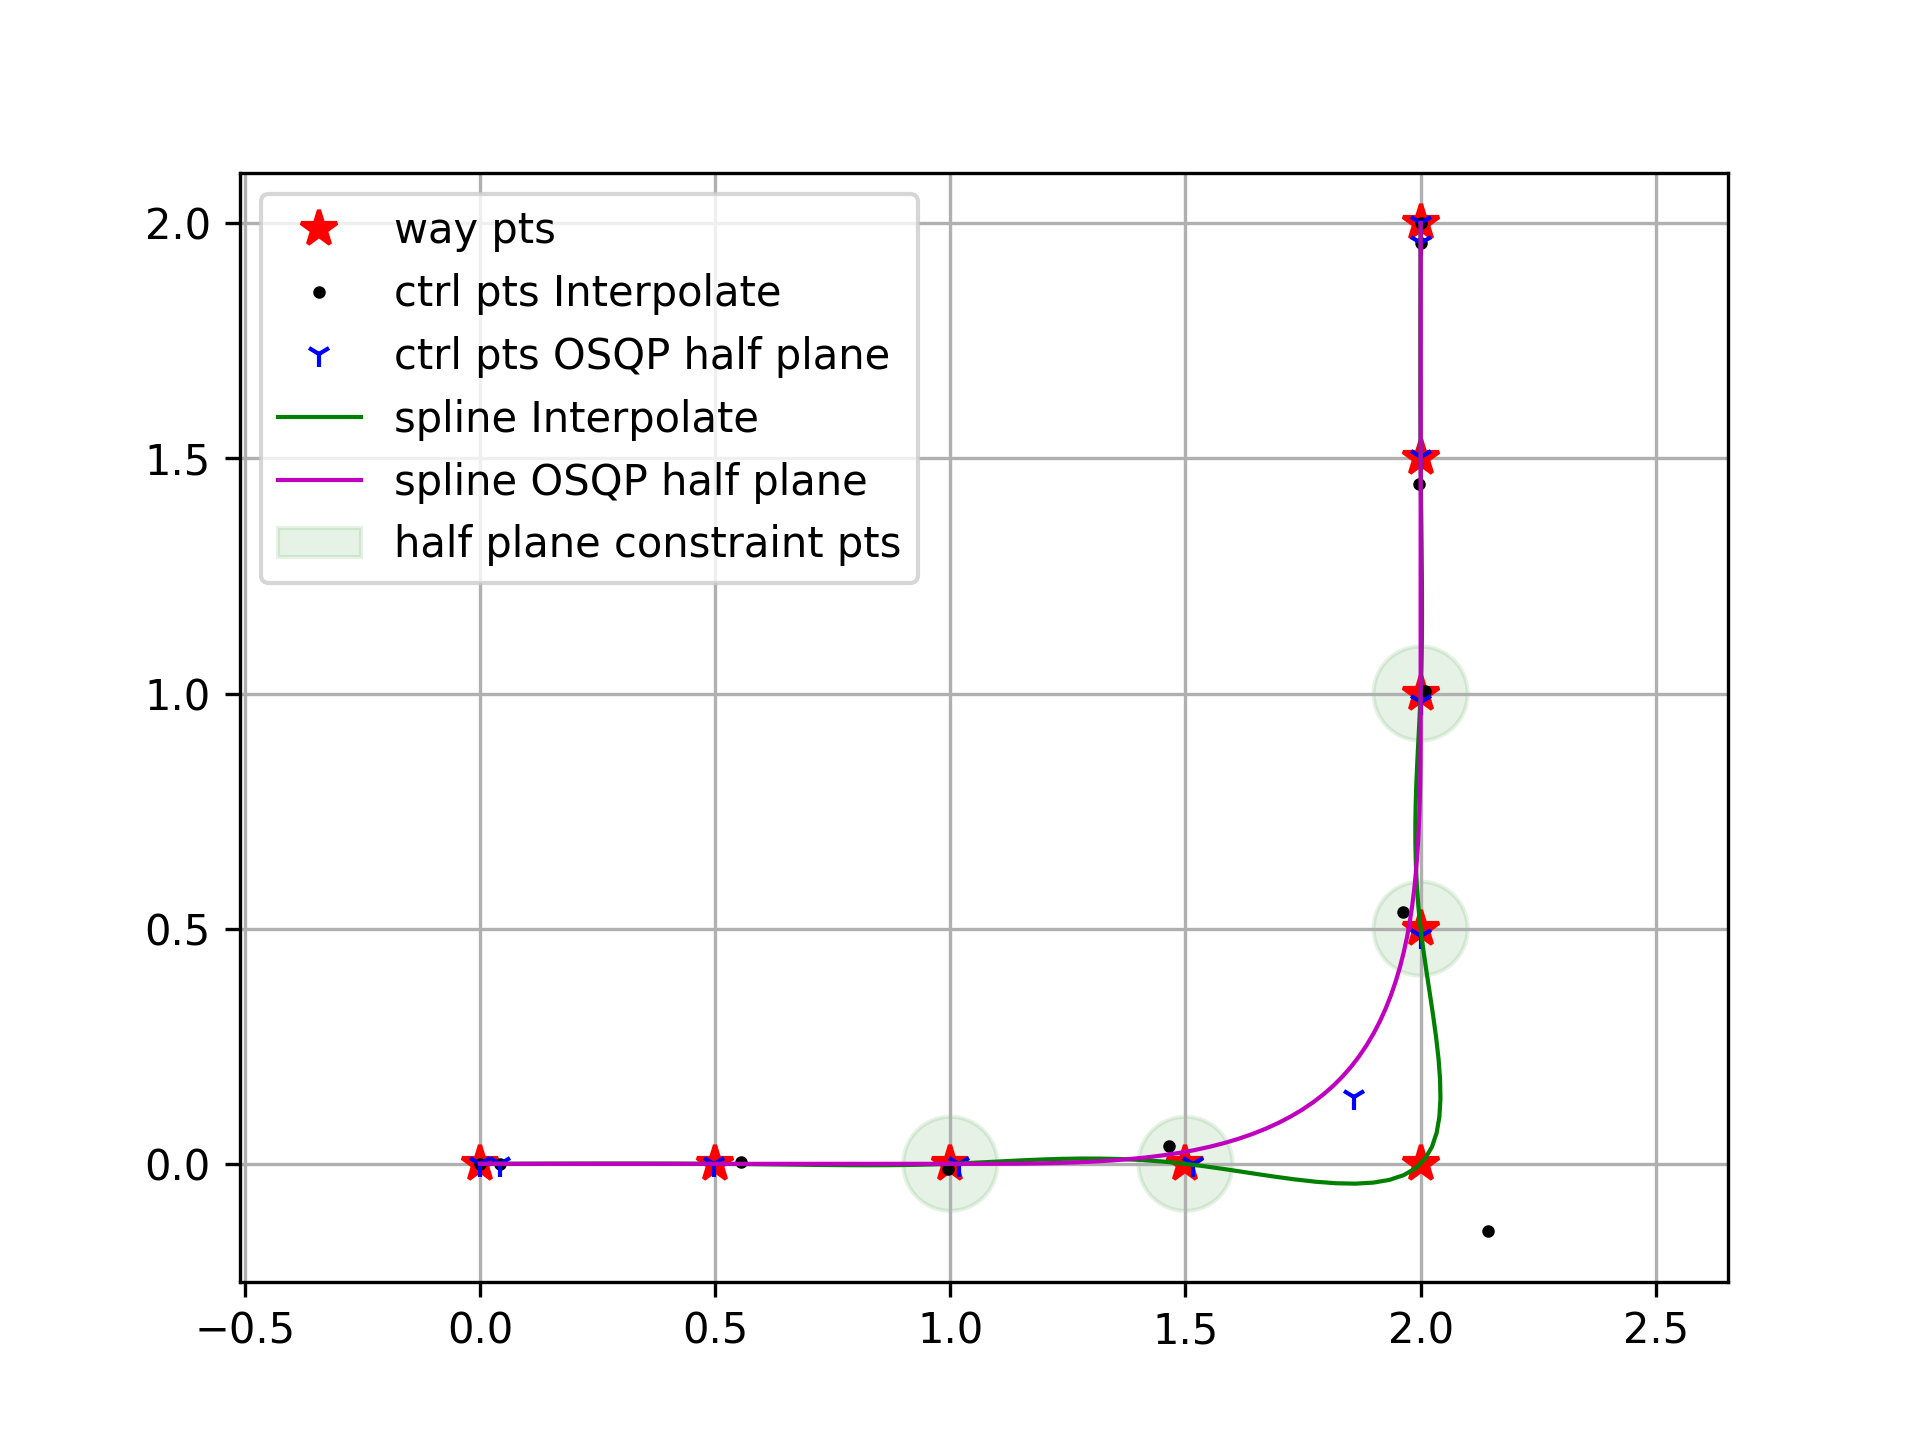 2.0
1.5
1.0
0.5
0.0
way pts
ctrl pts Interpolate
ctrl pts OSQP half plane
spline Interpolate
spline OSQP half plane
half plane constraint pts
−0.5 0.0 0.5 1.0 1.5 2.0 2.5